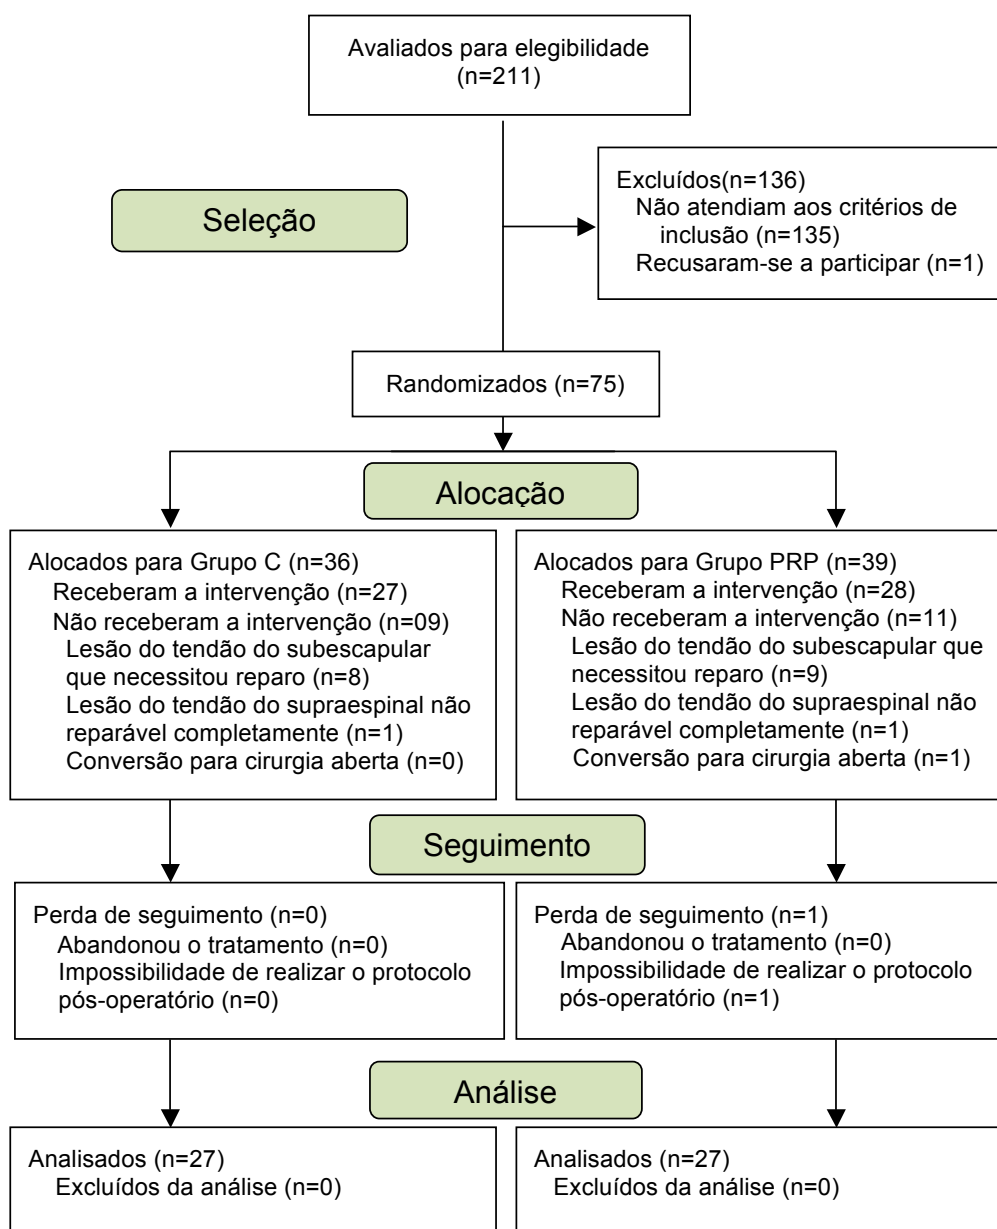 Avaliados para elegibilidade
(n=211)
Excluídos(n=136)
Não atendiam aos critérios de
inclusão (n=135)
Recusaram-se a participar (n=1)
Seleção
Randomizados (n=75)
Alocação
Alocados para Grupo C (n=36)
Receberam a intervenção (n=27)
Não receberam a intervenção (n=09)
Lesão do tendão do subescapular
que necessitou reparo (n=8)
Lesão do tendão do supraespinal não
reparável completamente (n=1)
Conversão para cirurgia aberta (n=0)
Alocados para Grupo PRP (n=39)
Receberam a intervenção (n=28)
Não receberam a intervenção (n=11)
Lesão do tendão do subescapular que
necessitou reparo (n=9)
Lesão do tendão do supraespinal não
reparável completamente (n=1)
Conversão para cirurgia aberta (n=1)
Seguimento
Perda de seguimento (n=0)
Abandonou o tratamento (n=0)
Impossibilidade de realizar o protocolo
pós-operatório (n=0)
Perda de seguimento (n=1)
Abandonou o tratamento (n=0)
Impossibilidade de realizar o protocolo
pós-operatório (n=1)
Análise
Analisados (n=27)
Excluídos da análise (n=0)
Analisados (n=27)
Excluídos da análise (n=0)